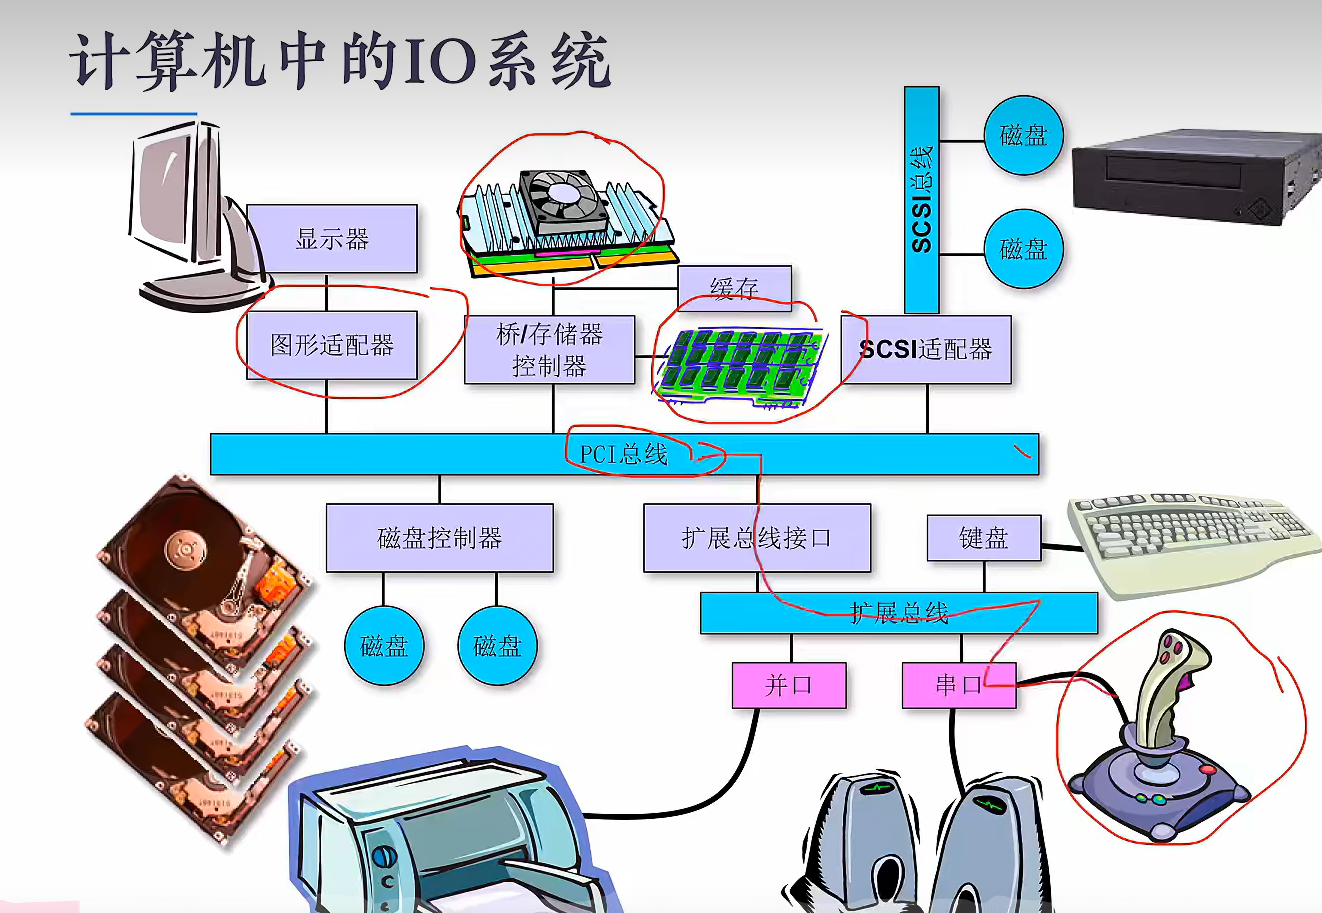 计算机中的IO系统
SCSI总线
磁盘
磁盘
显示器
缓存
图形适配器
桥/存储器
控制器
SCSI适配器
PCI总线
磁盘控制器
扩展总线接口
键盘
磁盘
磁盘
扩展总线
并口
串口